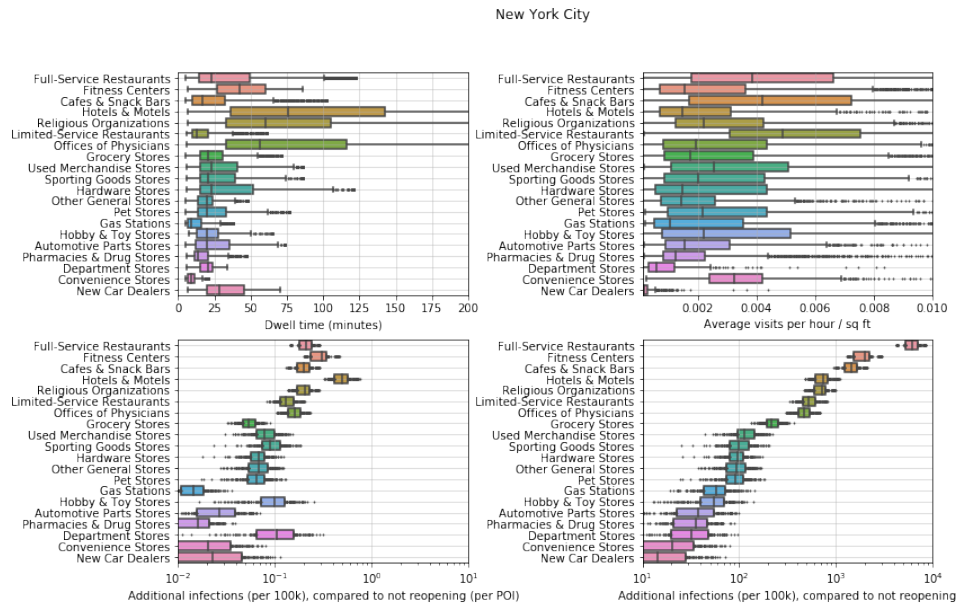 New York City
Full-Service Restaurants
Fitness Centers
Cafes & Snack Bars
Hotels & Motels
Religious Organizations
Limited-Service Restaurants
Offices of Physicians
Grocery Stores
Used Merchandise Stores
Sporting Goods Stores
Hardware Stores
Other General Stores
Pet Stores
Gas Stations
Hobby & Toy Stores
Automotive Parts Stores
Pharmacies & Drug Stores
Department Stores
Convenience Stores
New Car Dealers
0 25 50 75 100 125 150 175 200
Dwell time (minutes)
Full-Service Restaurants
Fitness Centers
Cafes & Snack Bars
Hotels & Motels
Religious Organizations
Limited-Service Restaurants
Offices of Physicians
Grocery Stores
Used Merchandise Stores
Sporting Goods Stores
Hardware Stores
Other General Stores
Pet Stores
Gas Stations
Hobby & Toy Stores
Automotive Parts Stores
Pharmacies & Drug Stores
Department Stores
Convenience Stores
New Car Dealers
0.002 0.004 0.006 0.008 0.010
Average visits per hour / sq ft
Full-Service Restaurants
Fitness Centers
Cafes & Snack Bars
Hotels & Motels
Religious Organizations
Limited-Service Restaurants
Offices of Physicians
Grocery Stores
Used Merchandise Stores
Sporting Goods Stores
Hardware Stores
Other General Stores
Pet Stores
Gas Stations
Hobby & Toy Stores
Automotive Parts Stores
Pharmacies & Drug Stores
Department Stores
Convenience Stores
New Car Dealers
10⁻² 10⁻¹ 10⁰ 10¹
Additional infections (per 100k), compared to not reopening (per POI)
Full-Service Restaurants
Fitness Centers
Cafes & Snack Bars
Hotels & Motels
Religious Organizations
Limited-Service Restaurants
Offices of Physicians
Grocery Stores
Used Merchandise Stores
Sporting Goods Stores
Hardware Stores
Other General Stores
Pet Stores
Gas Stations
Hobby & Toy Stores
Automotive Parts Stores
Pharmacies & Drug Stores
Department Stores
Convenience Stores
New Car Dealers
10¹ 10² 10³ 10⁴
Additional infections (per 100k), compared to not reopening